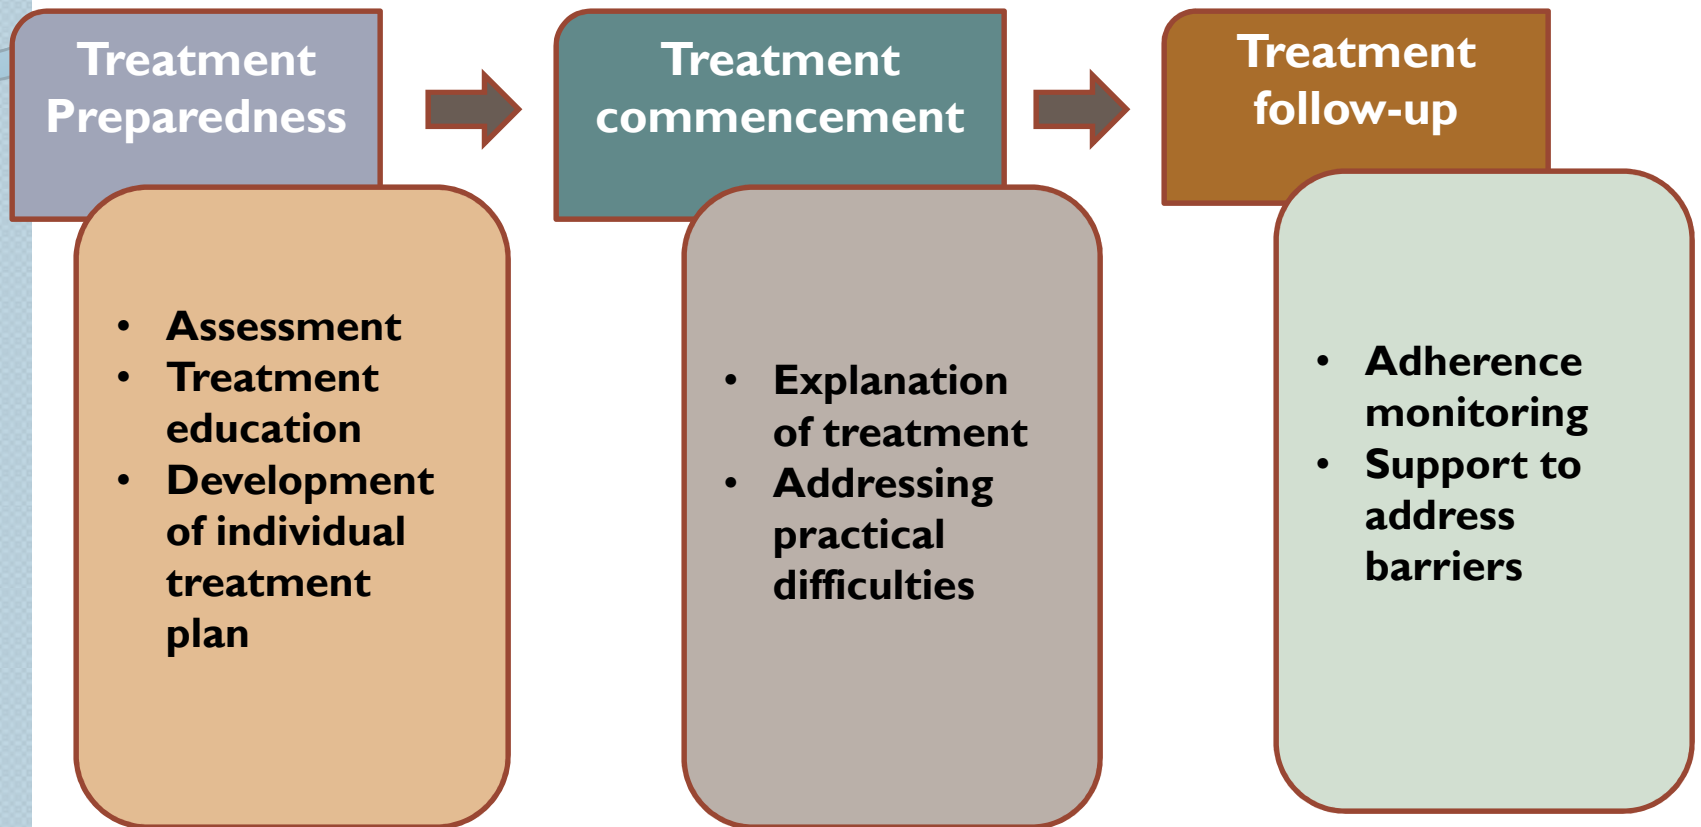 Treatment
Preparedness
• Assessment
• Treatment
education
• Development
of individual
treatment
plan
Treatment
commencement
• Explanation
of treatment
• Addressing
practical
difficulties
Treatment
follow-up
• Adherence
monitoring
• Support to
address
barriers